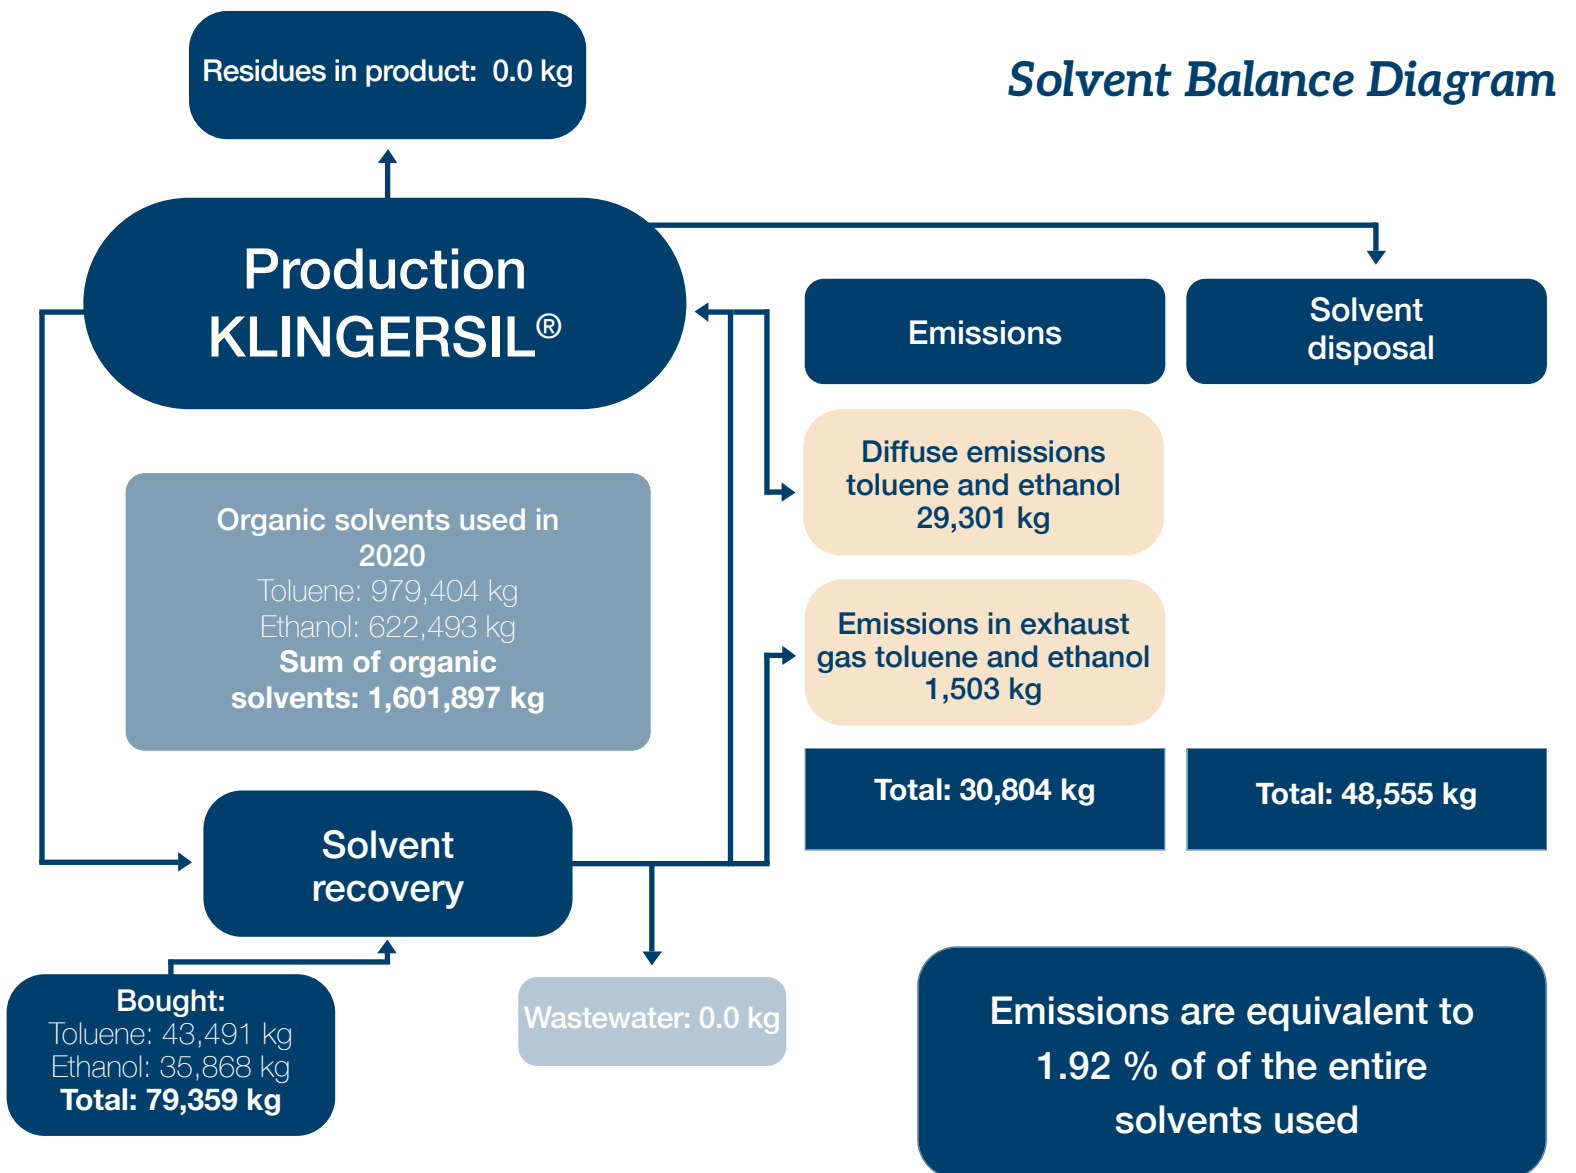 Residues in product: 0.0 kg
Solvent Balance Diagram
Production
KLINGERSIL®
Emissions
Solvent
disposal
Diffuse emissions
toluene and ethanol
29,301 kg
Organic solvents used in
2020
Toluene: 979,404 kg
Ethanol: 622,493 kg
Sum of organic
solvents: 1,601,897 kg
Emissions in exhaust
gas toluene and ethanol
1,503 kg
Total: 30,804 kg
Total: 48,555 kg
Solvent
recovery
Bought:
Toluene: 43,491 kg
Ethanol: 35,868 kg
Total: 79,359 kg
Wastewater: 0.0 kg
Emissions are equivalent to
1.92 % of of the entire
solvents used